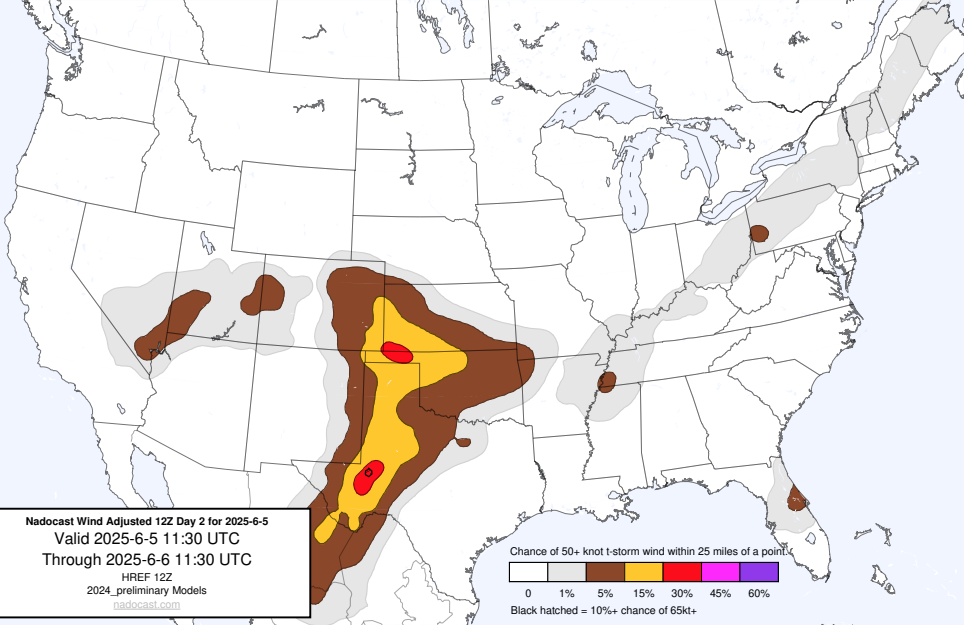 Nadocast Wind Adjusted 12Z Day 2 for 2025-6-5
Valid 2025-6-5 11:30 UTC
Through 2025-6-6 11:30 UTC
HREF 12Z
2024_preliminary Models
nadocast.com
Chance of 50+ knot t-storm wind within 25 miles of a point.
0 1% 5% 15% 30% 45% 60%
Black hatched = 10%+ chance of 65kt+